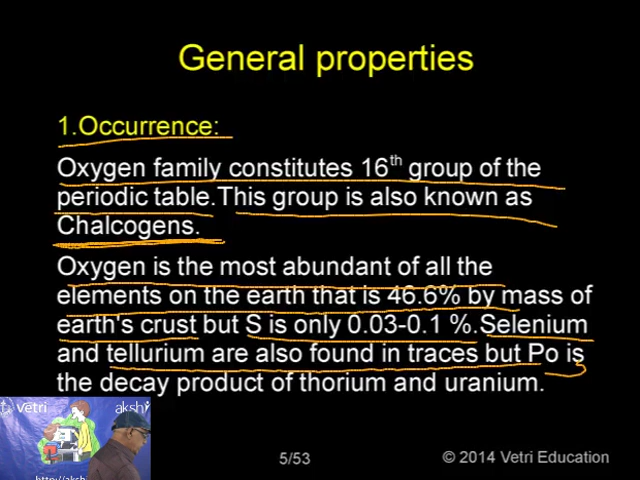 General properties
1.Occurrence:
Oxygen family constitutes 16th group of the
periodic table.This group is also known as
Chalcogens.
Oxygen is the most abundant of all the
elements on the earth that is 46.6% by mass of
earth's crust but S is only 0.03-0.1 %.Selenium
and tellurium are also found in traces but Po is
the decay product of thorium and uranium.
vetri
akshi
http://aksh
5/53
© 2014 Vetri Education